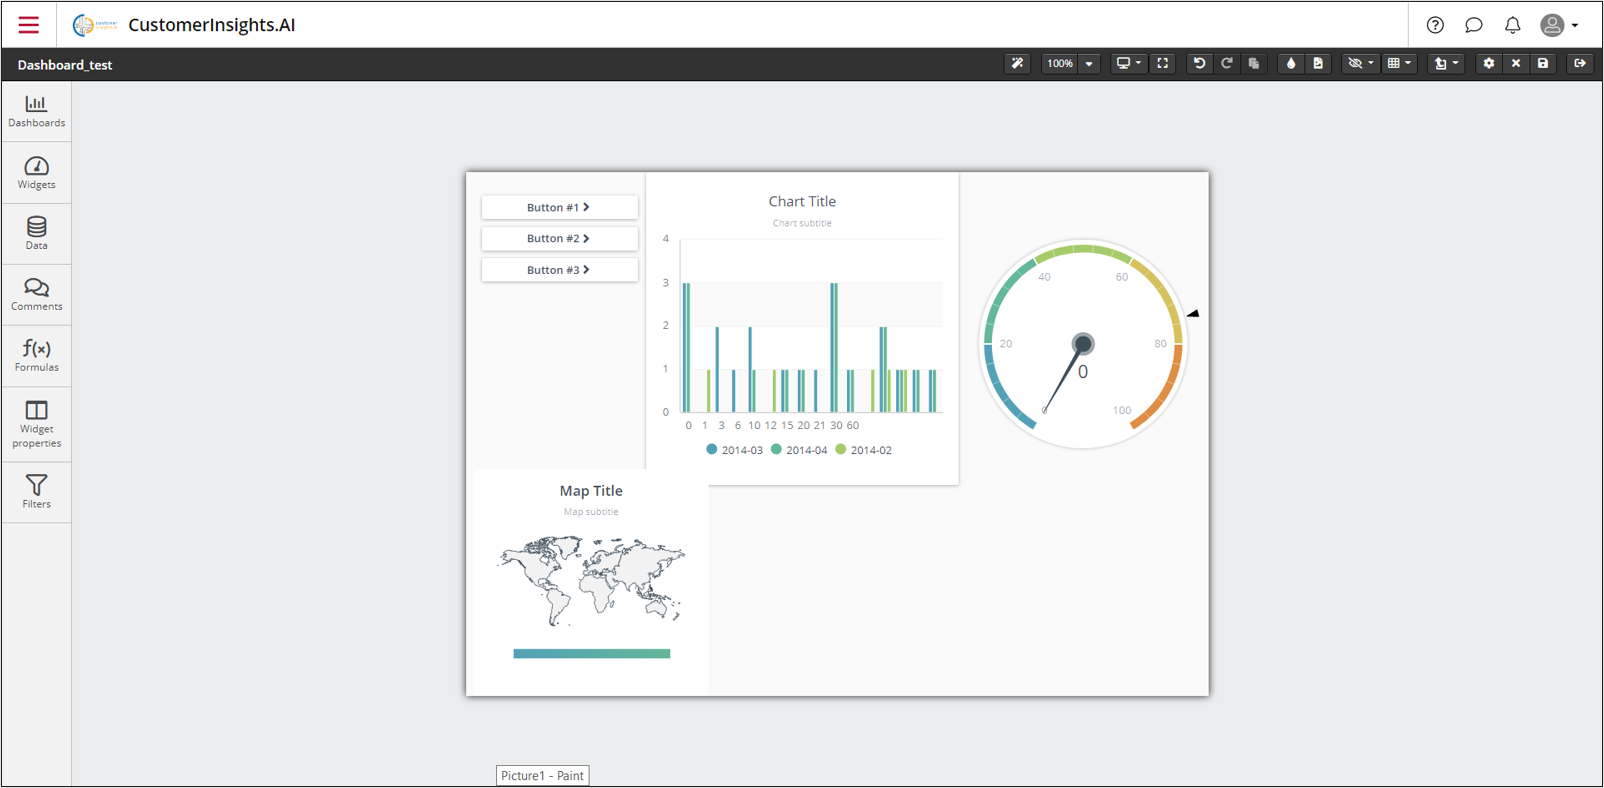 customer
insights.ai
CustomerInsights.AI
Dashboard_test
100%
Dashboards
Widgets
Data
Comments
f(x)
Formulas
Widget
properties
Filters
Button #1
Button #2
Button #3
Chart Title
Chart subtitle
4
3
2
1
0
0 1 3 6 10 12 15 20 21 30 60
2014-03 2014-04 2014-02
40 60
20 80
0
0 100
Map Title
Map subtitle
Picture1 - Paint